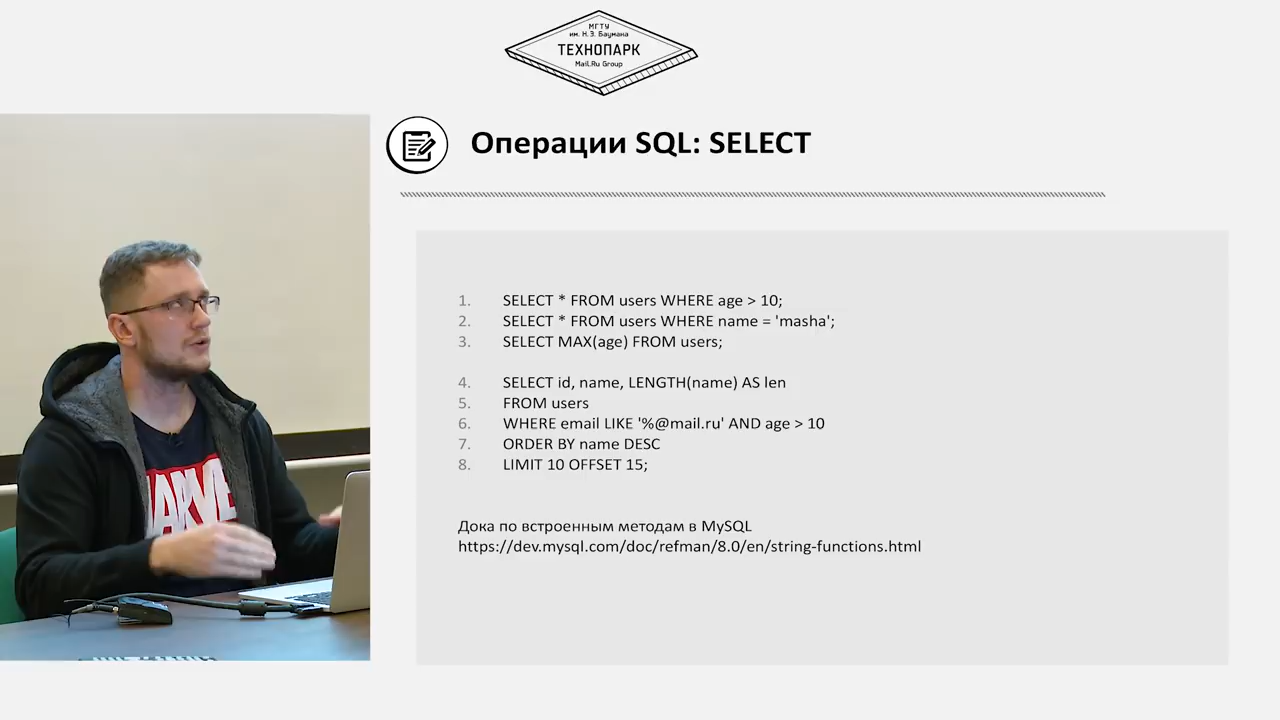 МГТУ
им. Н.Э. Баумана
ТЕХНОПАРК
Mail.Ru Group
Операции SQL: SELECT
1. SELECT * FROM users WHERE age > 10;
2. SELECT * FROM users WHERE name = 'masha';
3. SELECT MAX(age) FROM users;
4. SELECT id, name, LENGTH(name) AS len
5. FROM users
6. WHERE email LIKE '%@mail.ru' AND age > 10
7. ORDER BY name DESC
8. LIMIT 10 OFFSET 15;
Дока по встроенным методам в MySQL
https://dev.mysql.com/doc/refman/8.0/en/string-functions.html
MARVE